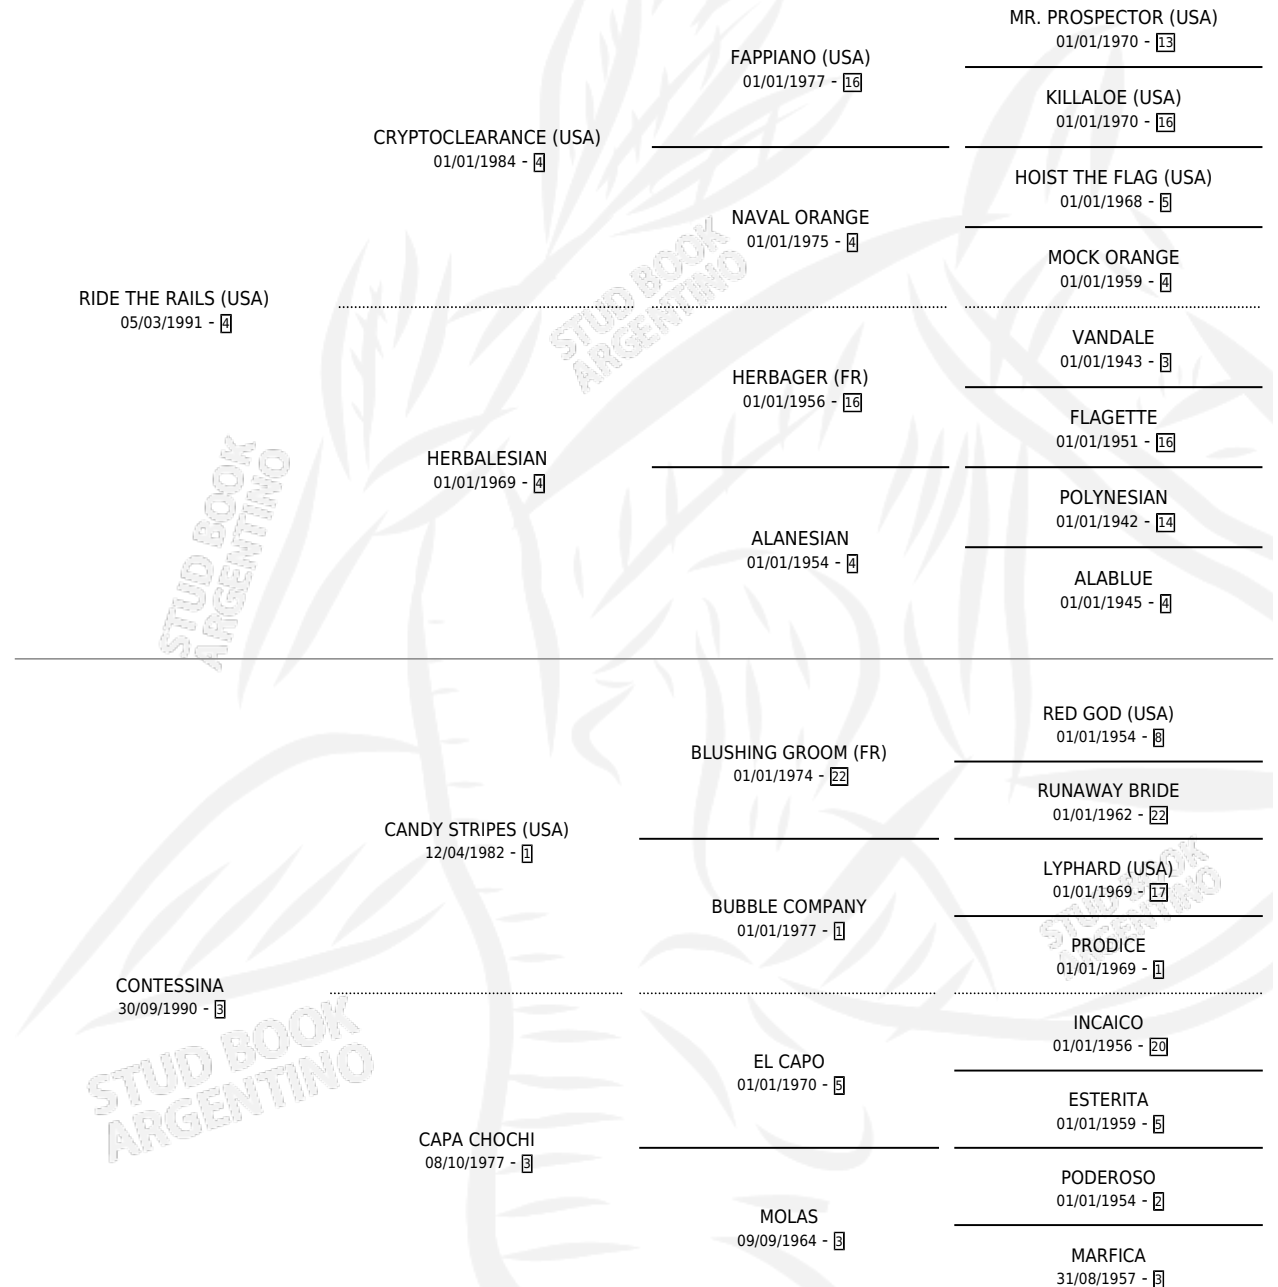 MR. PROSPECTOR (USA)
01/01/1970 - 13
FAPPIANO (USA)
01/01/1977 - 16
KILLALOE (USA)
01/01/1970 - 16
CRYPTOCLEARANCE (USA)
01/01/1984 - 4
HOIST THE FLAG (USA)
01/01/1968 - 5
NAVAL ORANGE
01/01/1975 - 4
MOCK ORANGE
01/01/1959 - 4
RIDE THE RAILS (USA)
05/03/1991 - 4
VANDALE
01/01/1943 - 3
HERBAGER (FR)
01/01/1956 - 16
FLAGETTE
01/01/1951 - 16
HERBALESIAN
01/01/1969 - 4
POLYNESIAN
01/01/1942 - 14
ALANESIAN
01/01/1954 - 4
ALABLUE
01/01/1945 - 4
RED GOD (USA)
01/01/1954 - 8
BLUSHING GROOM (FR)
01/01/1974 - 22
RUNAWAY BRIDE
01/01/1962 - 22
CANDY STRIPES (USA)
12/04/1982 - 1
LYPHARD (USA)
01/01/1969 - 17
BUBBLE COMPANY
01/01/1977 - 1
PRODICE
01/01/1969 - 1
CONTESSINA
30/09/1990 - 3
INCAICO
01/01/1956 - 20
EL CAPO
01/01/1970 - 5
ESTERITA
01/01/1959 - 5
CAPA CHOCHI
08/10/1977 - 3
PODEROSO
01/01/1954 - 2
MOLAS
09/09/1964 - 3
MARFICA
31/08/1957 - 3
STUD BOOK
ARGENTINO
STUD BOOK
ARGENTINO
STUD BOOK
ARGENTINO
STUD BOOK
ARGENTINO